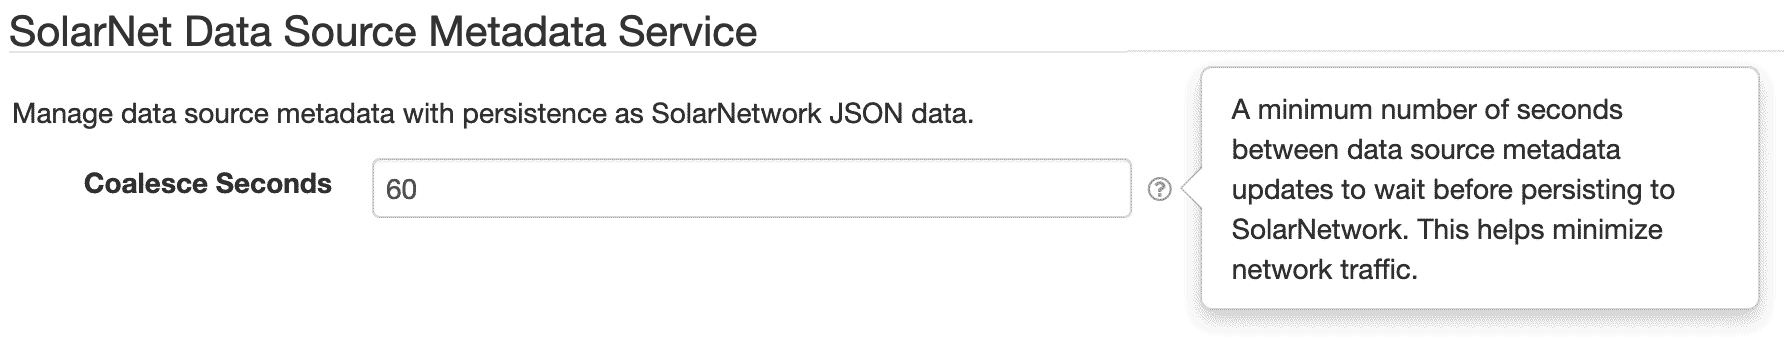 SolarNet Data Source Metadata Service
Manage data source metadata with persistence as SolarNetwork JSON data.
Coalesce Seconds
60
?
A minimum number of seconds
between data source metadata
updates to wait before persisting to
SolarNetwork. This helps minimize
network traffic.